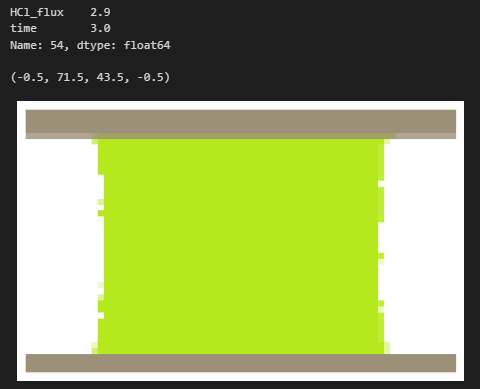 HCl_flux    2.9
time        3.0
Name: 54, dtype: float64
(-0.5, 71.5, 43.5, -0.5)